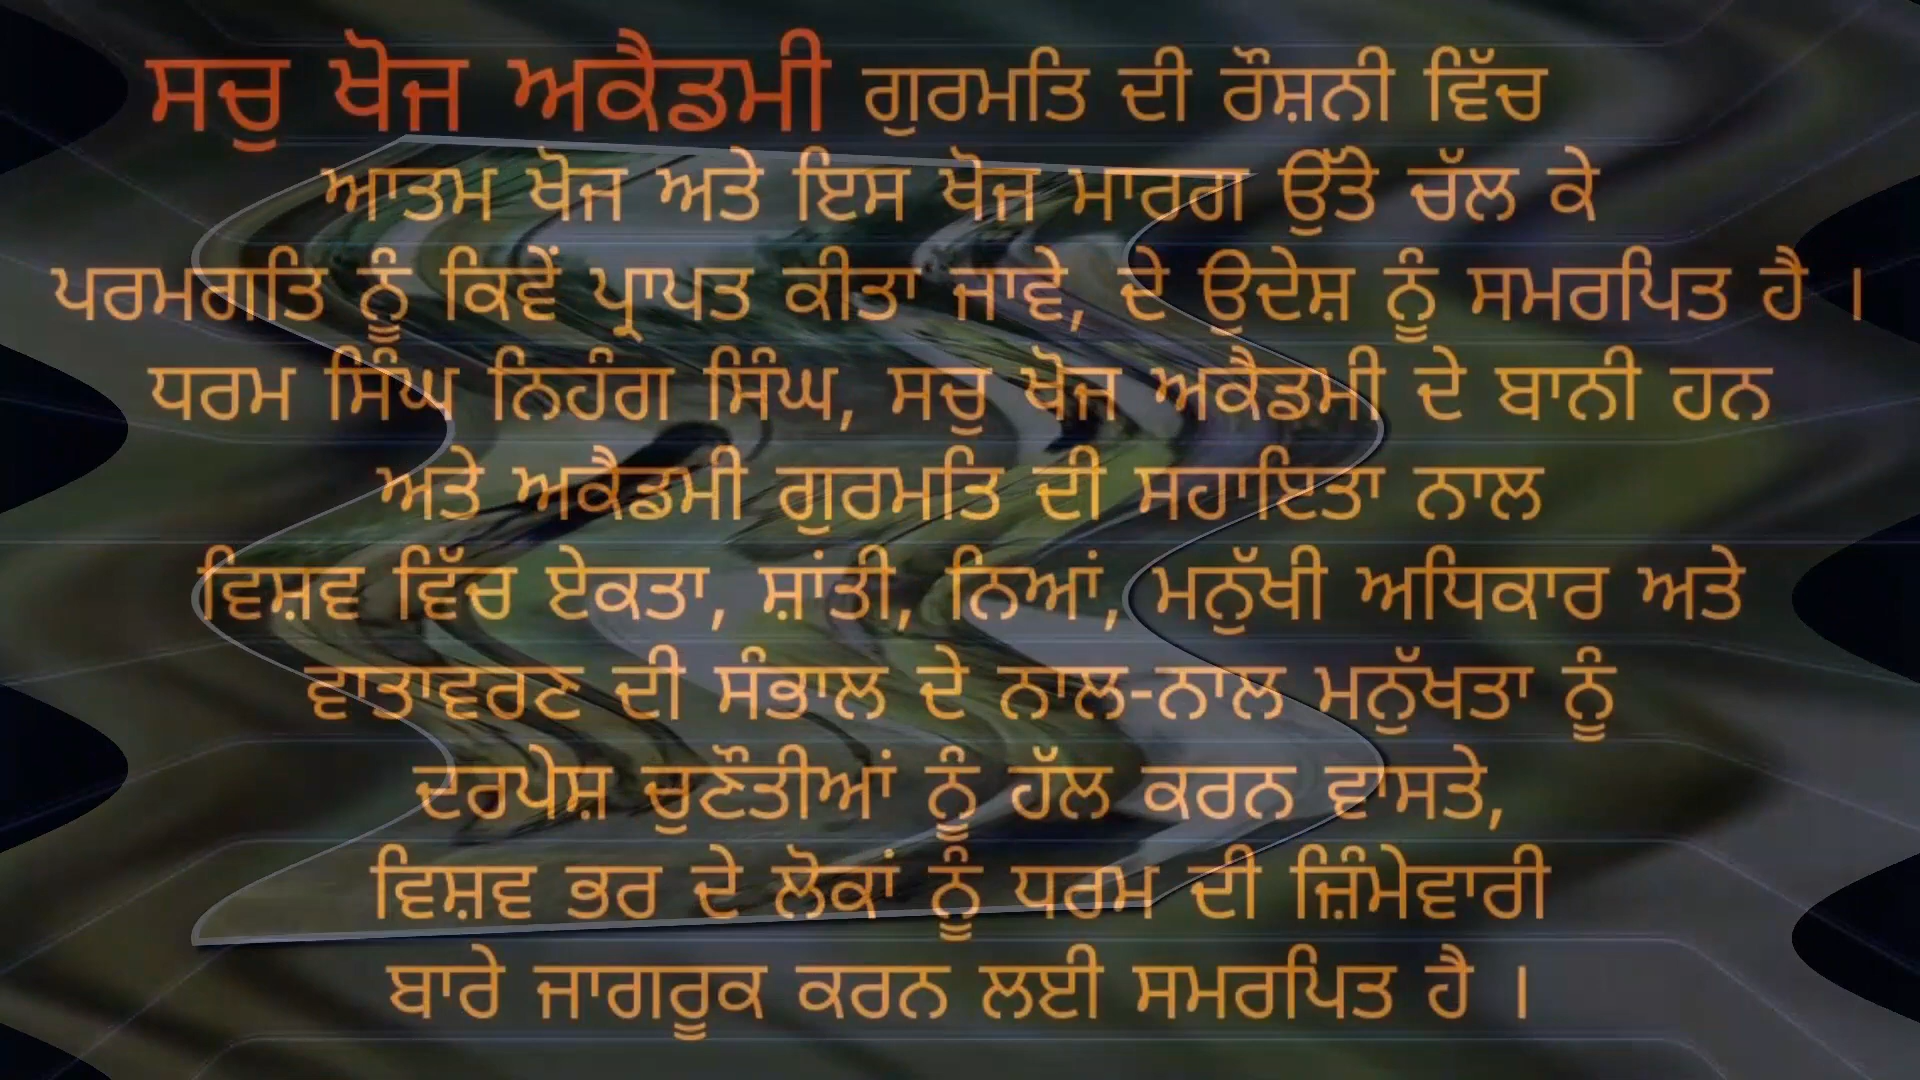 ਸਚੁ ਖੋਜ ਅਕੈਡਮੀ ਗੁਰਮਤਿ ਦੀ ਰੌਸ਼ਨੀ ਵਿੱਚ
ਆਤਮ ਖੋਜ ਅਤੇ ਇਸ ਖੋਜ ਮਾਰਗ ਉੱਤੇ ਚੱਲ ਕੇ
ਪਰਮਗਤਿ ਨੂੰ ਕਿਵੇਂ ਪ੍ਰਾਪਤ ਕੀਤਾ ਜਾਵੇ, ਦੇ ਉਦੇਸ਼ ਨੂੰ ਸਮਰਪਿਤ ਹੈ ।
ਧਰਮ ਸਿੰਘ ਨਿਹੰਗ ਸਿੰਘ, ਸਚੁ ਖੋਜ ਅਕੈਡਮੀ ਦੇ ਬਾਨੀ ਹਨ
ਅਤੇ ਅਕੈਡਮੀ ਗੁਰਮਤਿ ਦੀ ਸਹਾਇਤਾ ਨਾਲ
ਵਿਸ਼ਵ ਵਿੱਚ ਏਕਤਾ, ਸ਼ਾਂਤੀ, ਨਿਆਂ, ਮਨੁੱਖੀ ਅਧਿਕਾਰ ਅਤੇ
ਵਾਤਾਵਰਣ ਦੀ ਸੰਭਾਲ ਦੇ ਨਾਲ-ਨਾਲ ਮਨੁੱਖਤਾ ਨੂੰ
ਦਰਪੇਸ਼ ਚੁਣੌਤੀਆਂ ਨੂੰ ਹੱਲ ਕਰਨ ਵਾਸਤੇ,
ਵਿਸ਼ਵ ਭਰ ਦੇ ਲੋਕਾਂ ਨੂੰ ਧਰਮ ਦੀ ਜ਼ਿੰਮੇਵਾਰੀ
ਬਾਰੇ ਜਾਗਰੂਕ ਕਰਨ ਲਈ ਸਮਰਪਿਤ ਹੈ ।